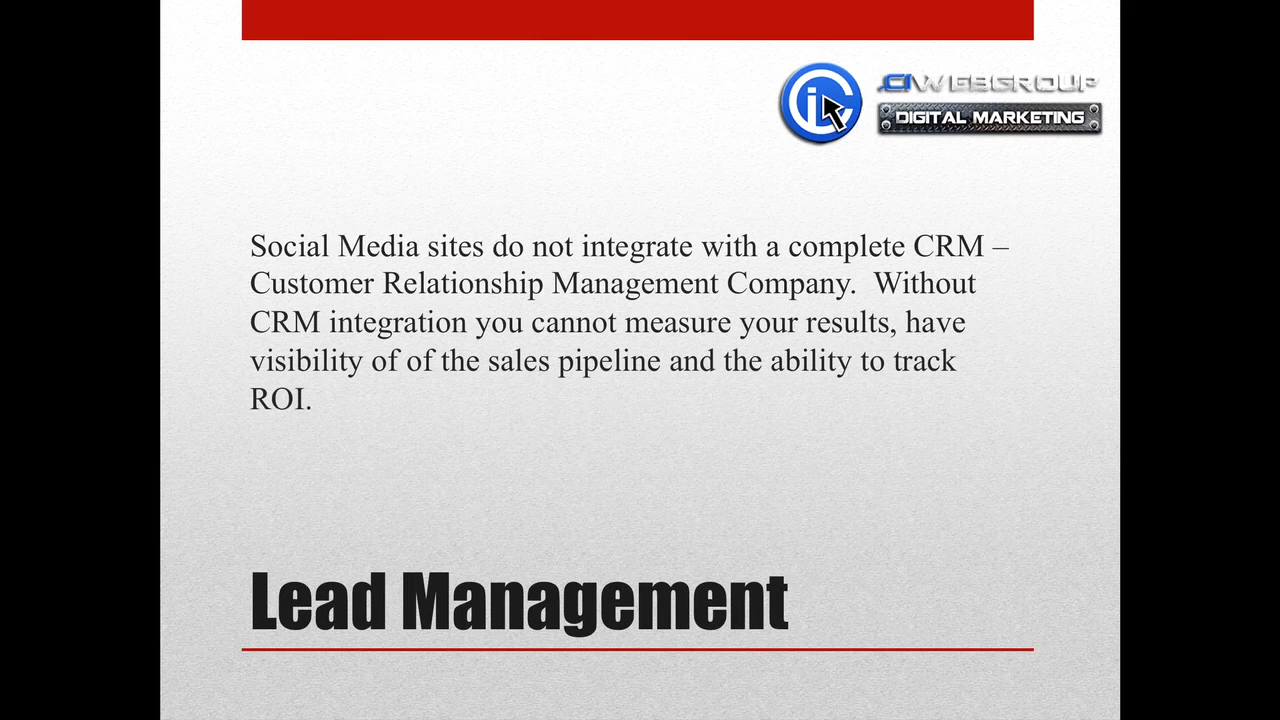 CIWEBGROUP
DIGITAL MARKETING
Social Media sites do not integrate with a complete CRM –
Customer Relationship Management Company.  Without
CRM integration you cannot measure your results, have
visibility of of the sales pipeline and the ability to track
ROI.
Lead Management